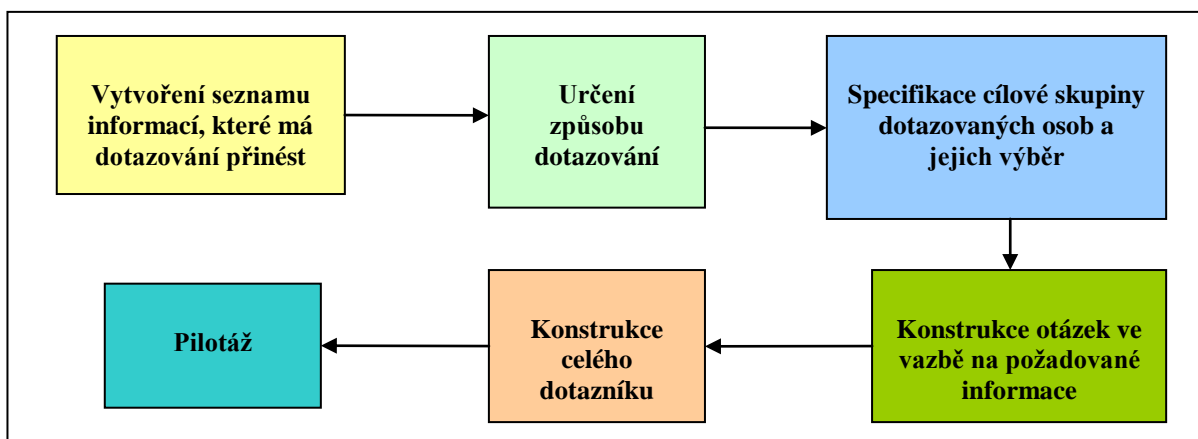 Vytvoření seznamu
informací, které má
dotazování přinést
Určení
způsobu
dotazování
Specifikace cílové skupiny
dotazovaných osob a
jejich výběr
Konstrukce otázek ve
vazbě na požadované
informace
Konstrukce
celého
dotazníku
Pilotáž